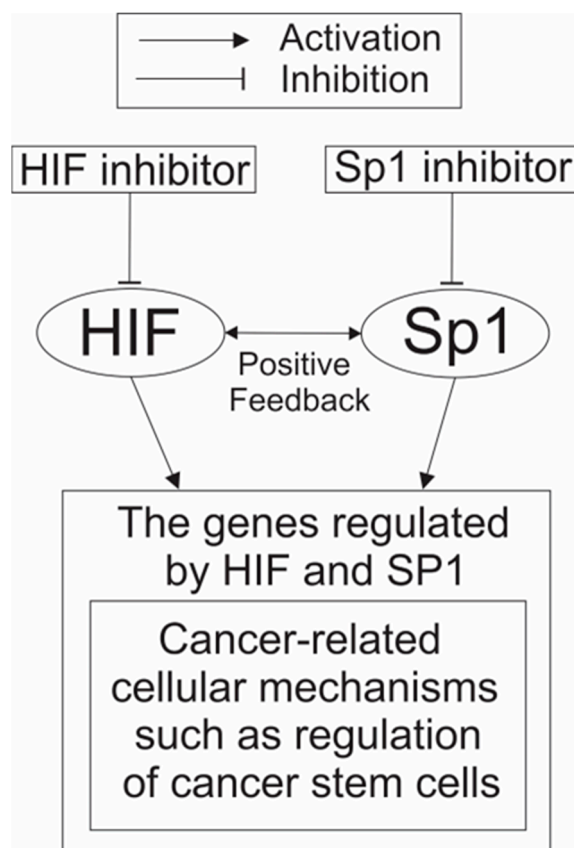 Activation
Inhibition
HIF inhibitor
Sp1 inhibitor
HIF
Sp1
Positive
Feedback
The genes regulated
by HIF and SP1
Cancer-related
cellular mechanisms
such as regulation
of cancer stem cells